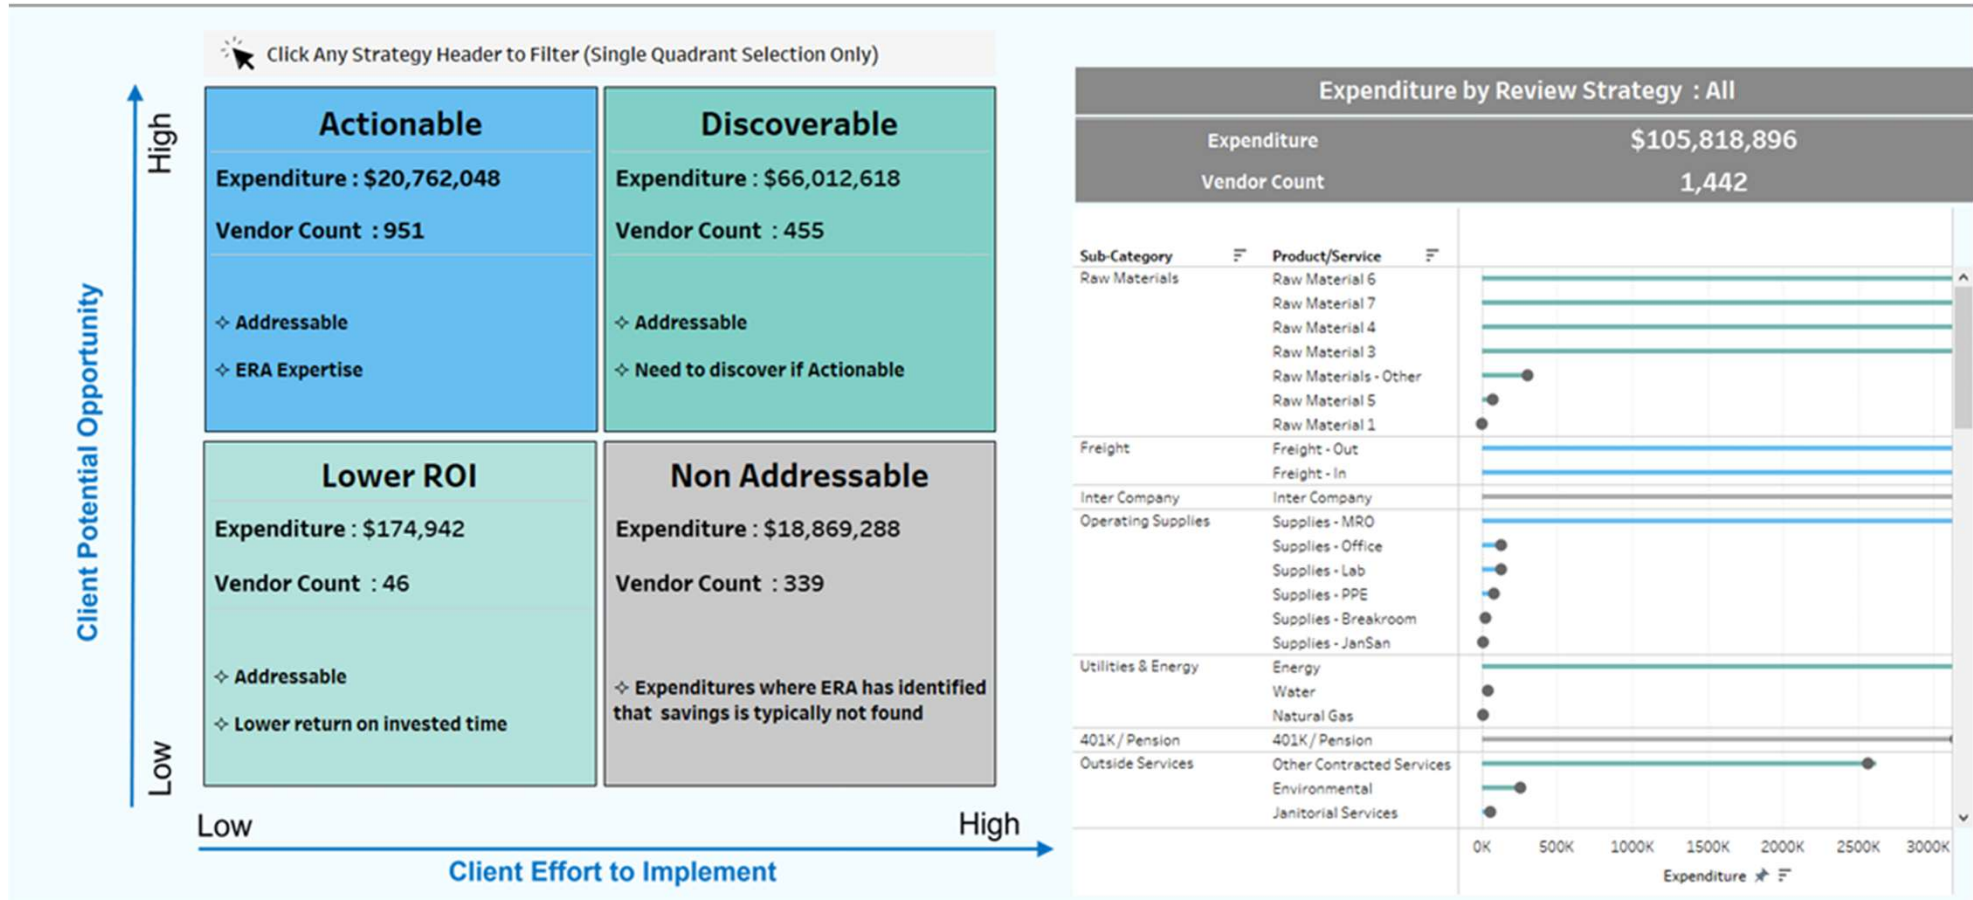 Click Any Strategy Header to Filter (Single Quadrant Selection Only)
Client Potential Opportunity
High
Low
Actionable
Expenditure : $20,762,048
Vendor Count : 951
✧ Addressable
✧ ERA Expertise
Discoverable
Expenditure : $66,012,618
Vendor Count : 455
✧ Addressable
✧ Need to discover if Actionable
Lower ROI
Expenditure : $174,942
Vendor Count : 46
✧ Addressable
✧ Lower return on invested time
Non Addressable
Expenditure : $18,869,288
Vendor Count : 339
✧ Expenditures where ERA has identified
that savings is typically not found
Low
High
Client Effort to Implement
Expenditure by Review Strategy : All
Expenditure $105,818,896
Vendor Count 1,442
Sub-Category Product/Service
Raw Materials Raw Material 6
Raw Material 7
Raw Material 4
Raw Material 3
Raw Materials - Other
Raw Material 5
Raw Material 1
Freight Freight - Out
Freight - In
Inter Company Inter Company
Operating Supplies Supplies - MRO
Supplies - Office
Supplies - Lab
Supplies - PPE
Supplies - Breakroom
Supplies - JanSan
Utilities & Energy Energy
Water
Natural Gas
401K / Pension 401K / Pension
Outside Services Other Contracted Services
Environmental
Janitorial Services
0K 500K 1000K 1500K 2000K 2500K 3000K
Expenditure